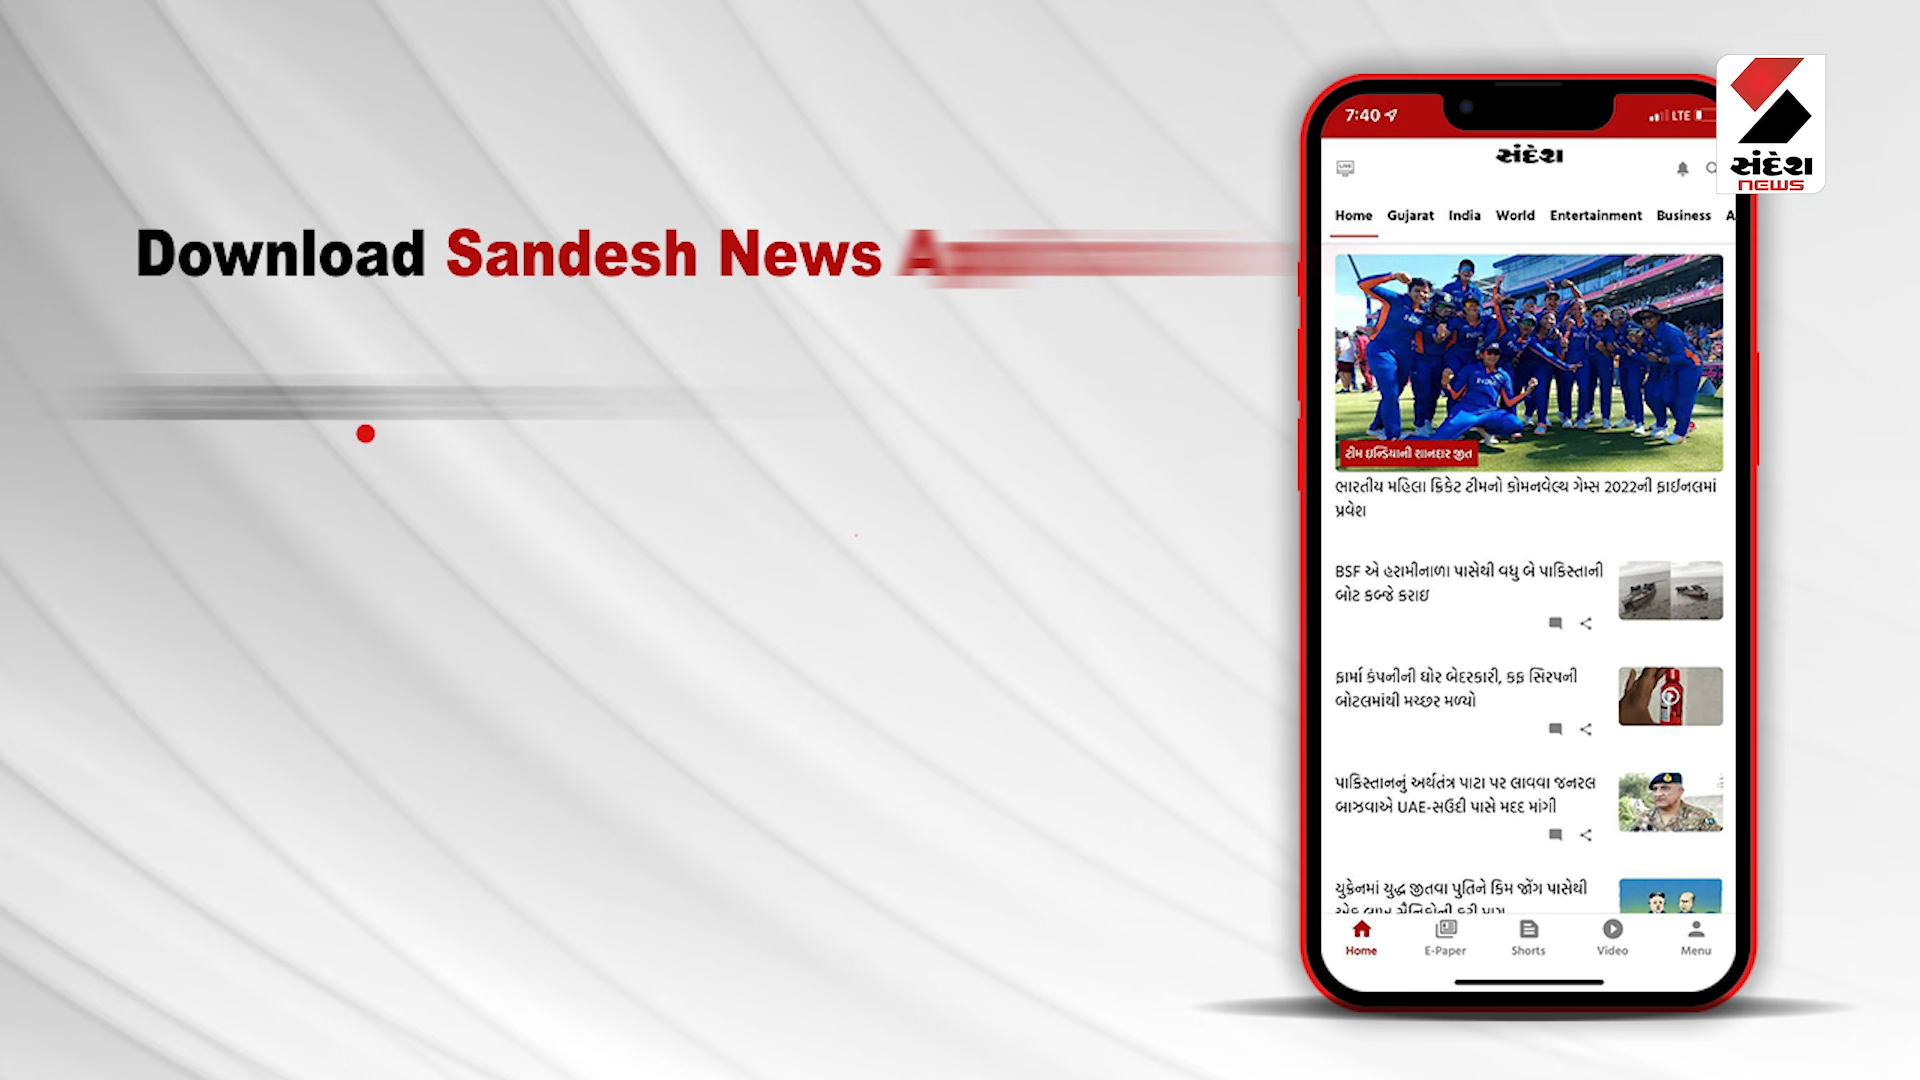 Download Sandesh News A
7:40
LTE
સંદેશ
LIVE
સંદેશ
NEWS
Home Gujarat India World Entertainment Business A
ટીમ ઇન્ડિયાની શાનદાર જીત
ભારતીય મહિલા ક્રિકેટ ટીમનો કોમનવેલ્થ ગેમ્સ 2022ની ફાઈનલમાં
પ્રવેશ
BSF એ હરામીનાળા પાસેથી વધુ બે પાકિસ્તાની
બોટ કબ્જે કરાઇ
ફાર્મા કંપનીની ઘોર બેદરકારી, કફ સિરપની
બોટલમાંથી મચ્છર મળ્યો
પાકિસ્તાનનું અર્થતંત્ર પાટા પર લાવવા જનરલ
બાઝવાએ UAE-સઉદી પાસે મદદ માંગી
યુક્રેનમાં યુદ્ધ જીતવા પુતિને કિમ જોંગ પાસેથી
Home E-Paper Shorts Video Menu